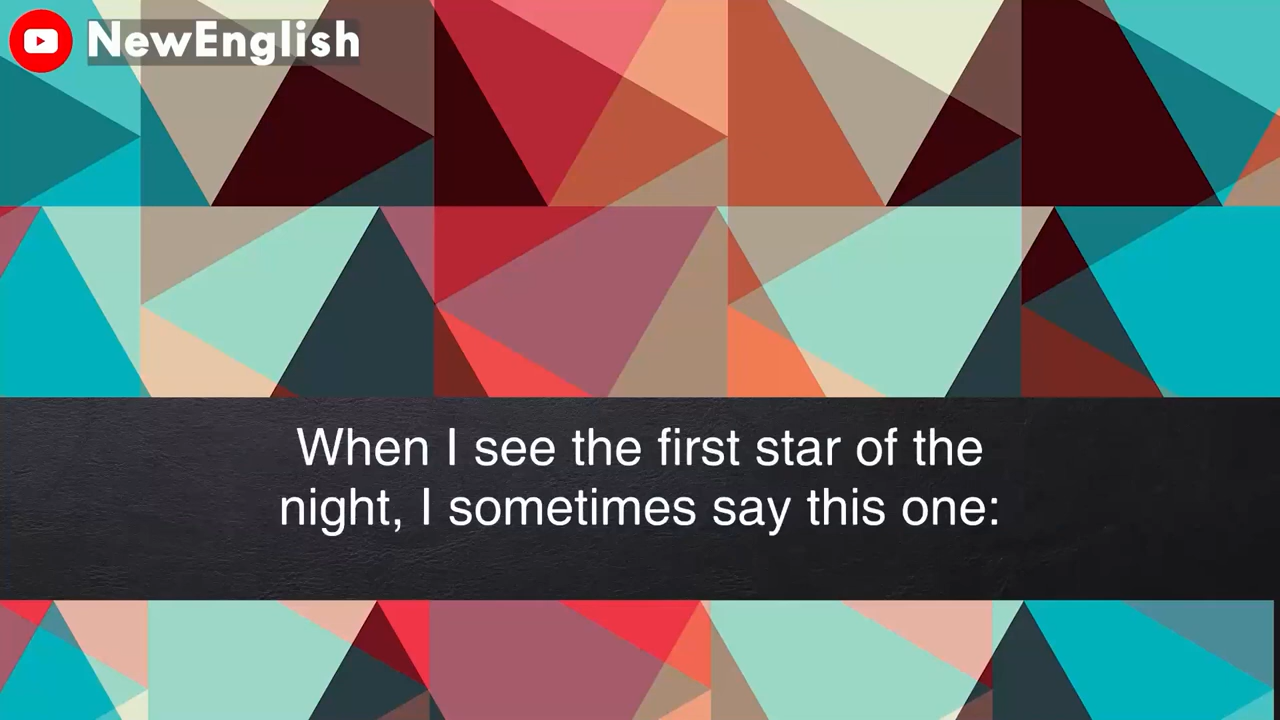 NewEnglish
When I see the first star of the
night, I sometimes say this one: